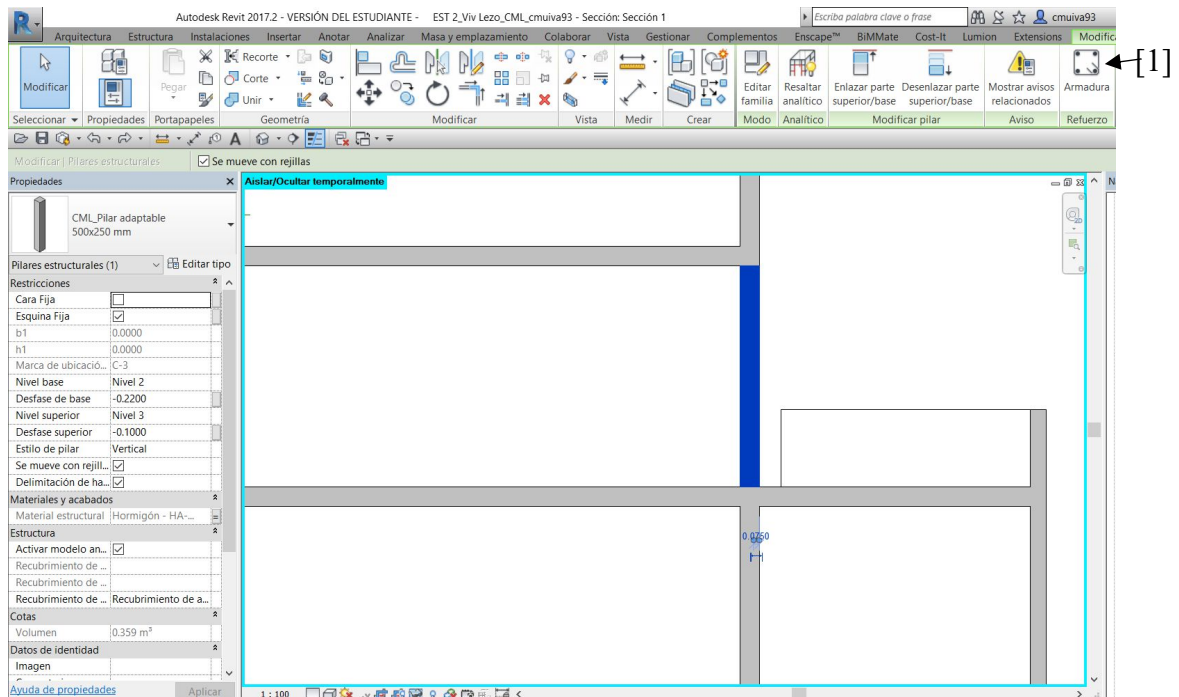 Autodesk Revit 2017.2 - VERSIÓN DEL ESTUDIANTE - EST 2_Viv Lezo_CML_cmuiva93 - Sección: Sección 1
Escriba palabra clave o frase
cmuiva93
Arquitectura Estructura Instalaciones Insertar Anotar Analizar Masa y emplazamiento Colaborar Vista Gestionar Complementos Enscape™ BiMMate Cost-It Lumion Extensions Modific
Modificar
Pegar
Recorte
Corte
Unir
Editar familia
Resaltar analítico
Enlazar parte superior/base
Desenlazar parte superior/base
Mostrar avisos relacionados
Armadura
[1]
Seleccionar Propiedades Portapapeles Geometría Modificar Vista Medir Crear Modo Analítico Modificar pilar Aviso Refuerzo
Modificar | Pilares estructurales
Se mueve con rejillas
Propiedades
Aislar/Ocultar temporalmente
CML_Pilar adaptable
500x250 mm
Pilares estructurales (1) Editar tipo
Restricciones
Cara Fija
Esquina Fija
b1 0.0000
h1 0.0000
Marca de ubicació... C-3
Nivel base Nivel 2
Desfase de base -0.2200
Nivel superior Nivel 3
Desfase superior -0.1000
Estilo de pilar Vertical
Se mueve con rejill...
Delimitación de ha...
Materiales y acabados
Material estructural Hormigón - HA-...
Estructura
Activar modelo an...
Recubrimiento de ...
Recubrimiento de ...
Recubrimiento de ... Recubrimiento de a...
Cotas
Volumen 0.359 m³
Datos de identidad
Imagen
Ayuda de propiedades Aplicar
1 : 100